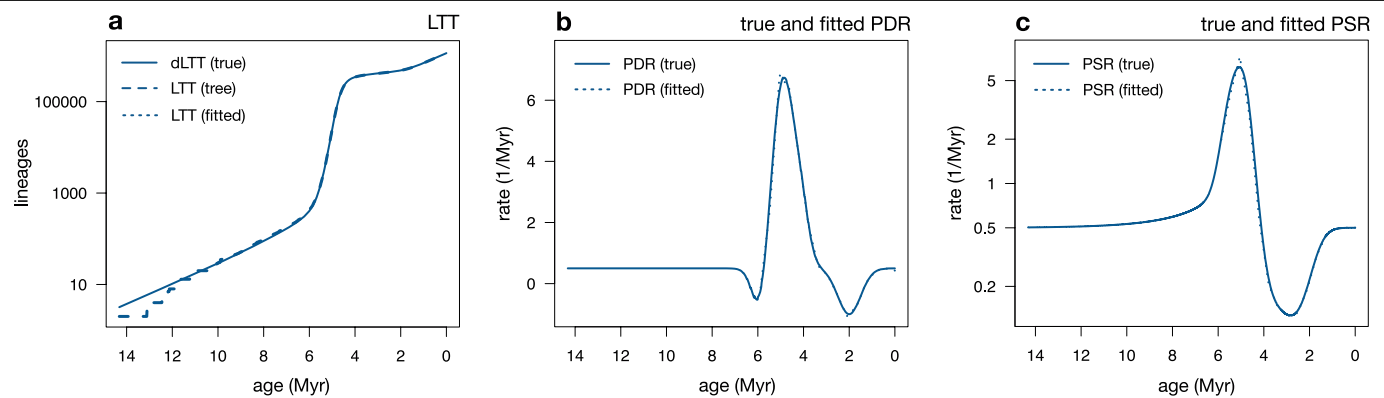 a
LTT
dLTT (true)
LTT (tree)
LTT (fitted)
lineages
100000
1000
10
14 12 10 8 6 4 2 0
age (Myr)
b
true and fitted PDR
PDR (true)
PDR (fitted)
rate (1/Myr)
6
4
2
0
14 12 10 8 6 4 2 0
age (Myr)
c
true and fitted PSR
PSR (true)
PSR (fitted)
rate (1/Myr)
5
2
1
0.5
0.2
14 12 10 8 6 4 2 0
age (Myr)